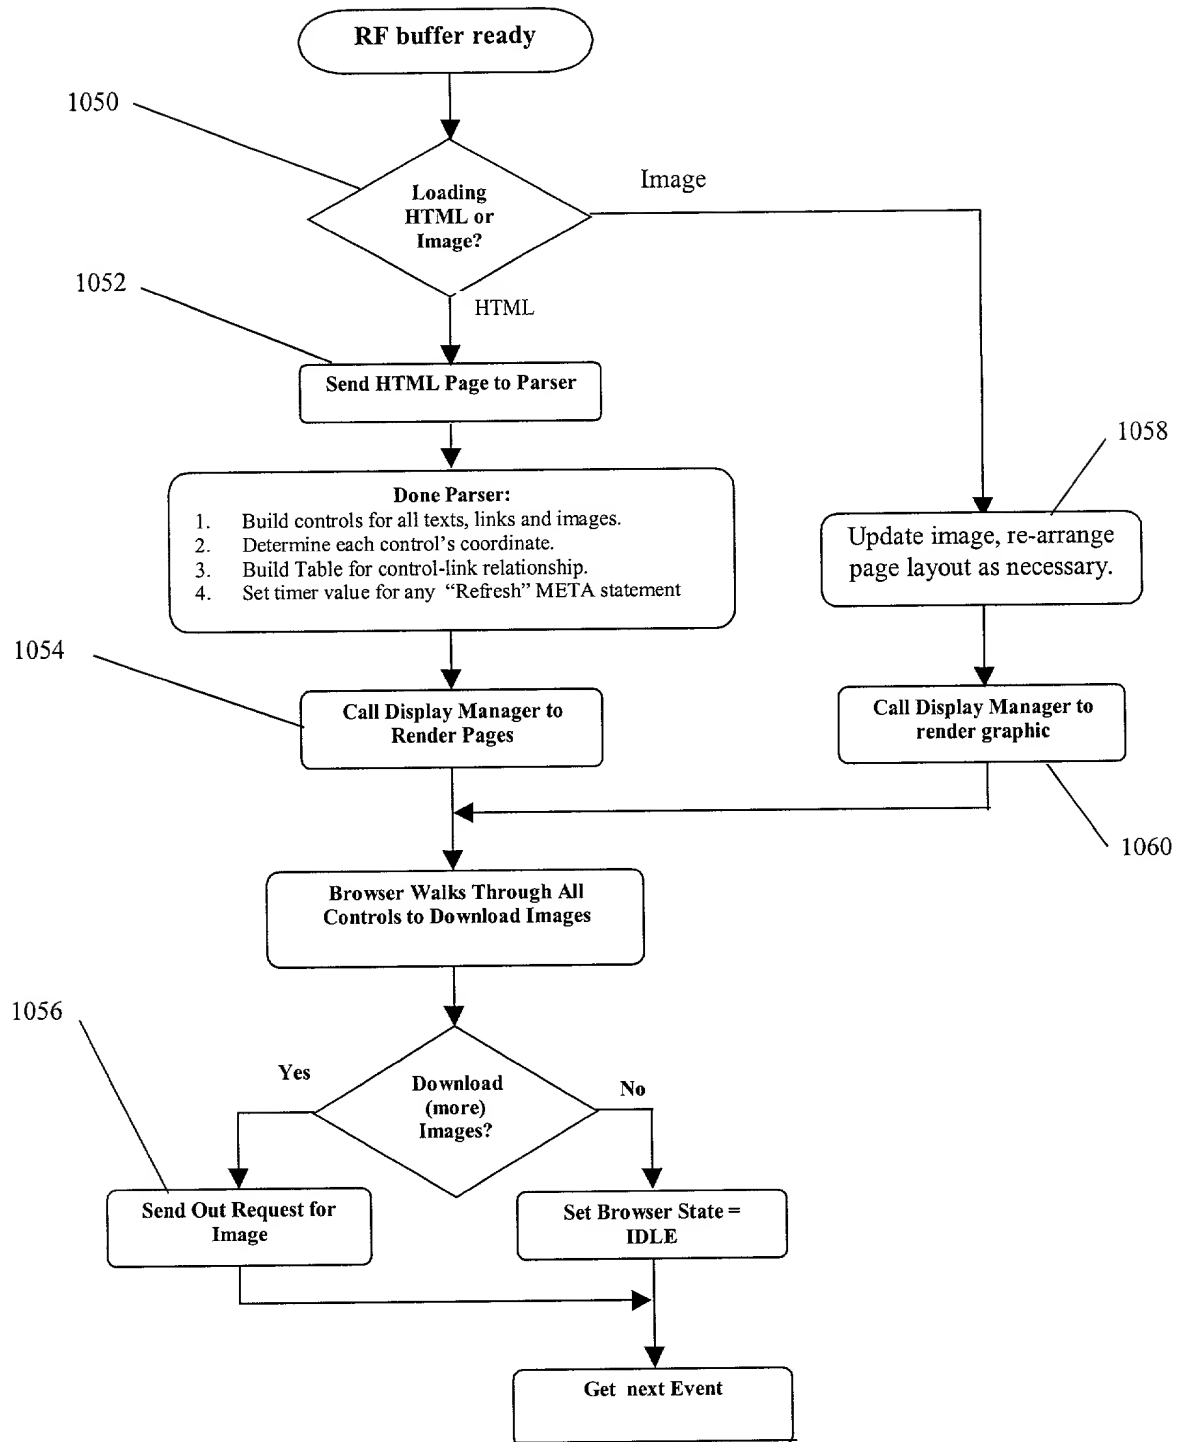 RF buffer ready
1050
Loading
HTML or
Image?
Image
1052
HTML
Send HTML Page to Parser
1058
Done Parser:
1. Build controls for all texts, links and images.
2. Determine each control's coordinate.
3. Build Table for control-link relationship.
4. Set timer value for any “Refresh” META statement
Update image, re-arrange
page layout as necessary.
1054
Call Display Manager to
Render Pages
Call Display Manager to
render graphic
1060
Browser Walks Through All
Controls to Download Images
1056
Yes
Download
(more)
Images?
No
Send Out Request for
Image
Set Browser State =
IDLE
Get next Event